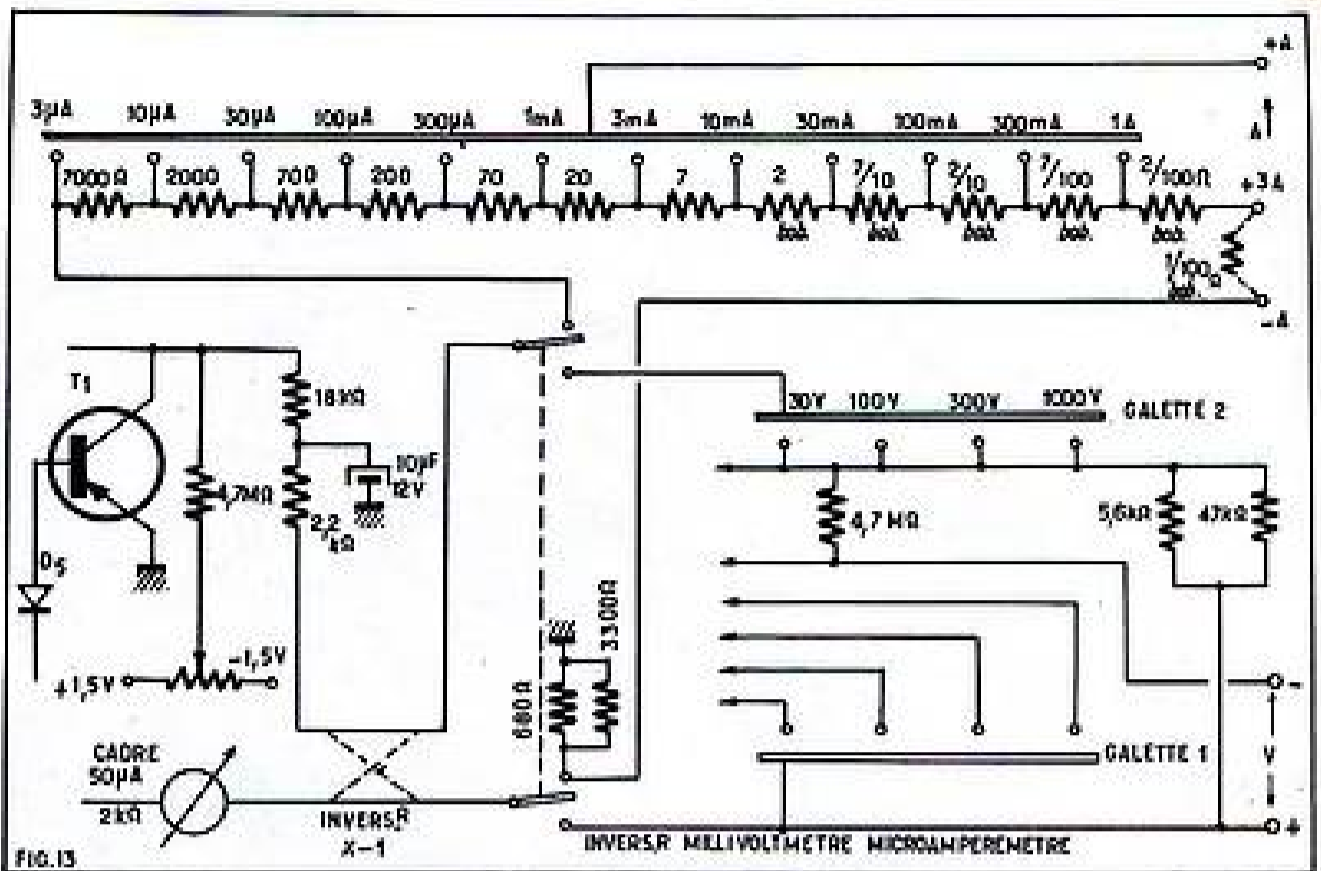 +A
3µA 10µA 30µA 100µA 300µA 1mA 3mA 10mA 30mA 100mA 300mA 1A
A
7000Ω 2000 700 200 70 20 7 2 7/10 2/10 7/100 2/100Ω +3A
bob. bob. bob. bob. bob.
1/100Ω
bob.
-A
T1
18kΩ
30V 100V 300V 1000V GALETTE 2
10µF
12V
4,7MΩ
2,2
kΩ
4,7MΩ
5,6kΩ 47kΩ
D5
3300Ω
680Ω
+1,5V -1,5V
-
V
+
CADRE
50µA
2kΩ
GALETTE 1
INVERS.R
X-1
INVERS.R MILLIVOLTMETRE MICROAMPEREMETRE
FIG.13